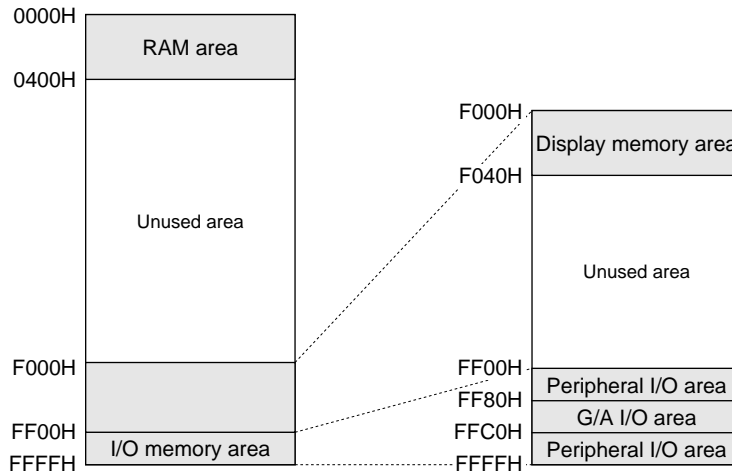 0000H
RAM area
0400H
Unused area
F000H
FF00H
I/O memory area
FFFFH
F000H
Display memory area
F040H
Unused area
FF00H
Peripheral I/O area
FF80H
G/A I/O area
FFC0H
Peripheral I/O area
FFFFH